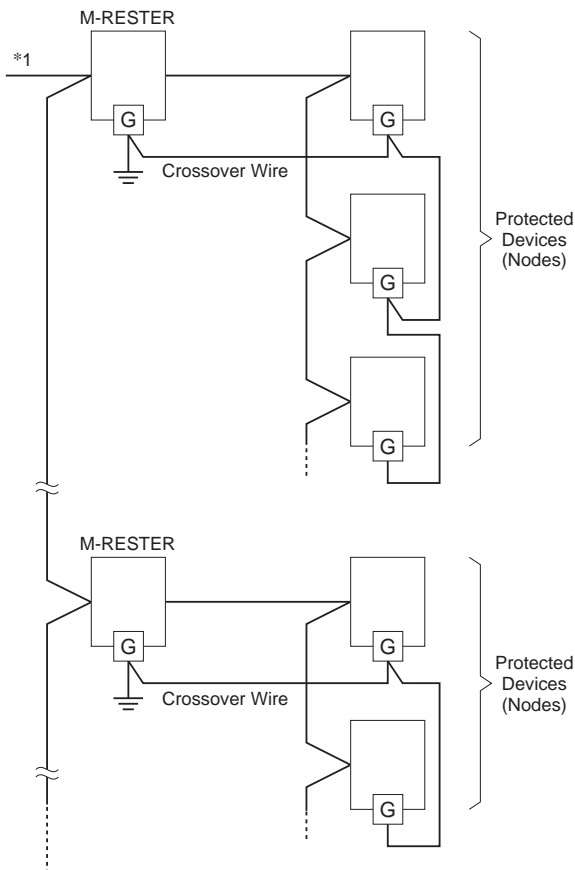 M-RESTER
*1
G
G
Crossover Wire
Protected
Devices
(Nodes)
G
G
M-RESTER
G
G
Crossover Wire
Protected
Devices
(Nodes)
G